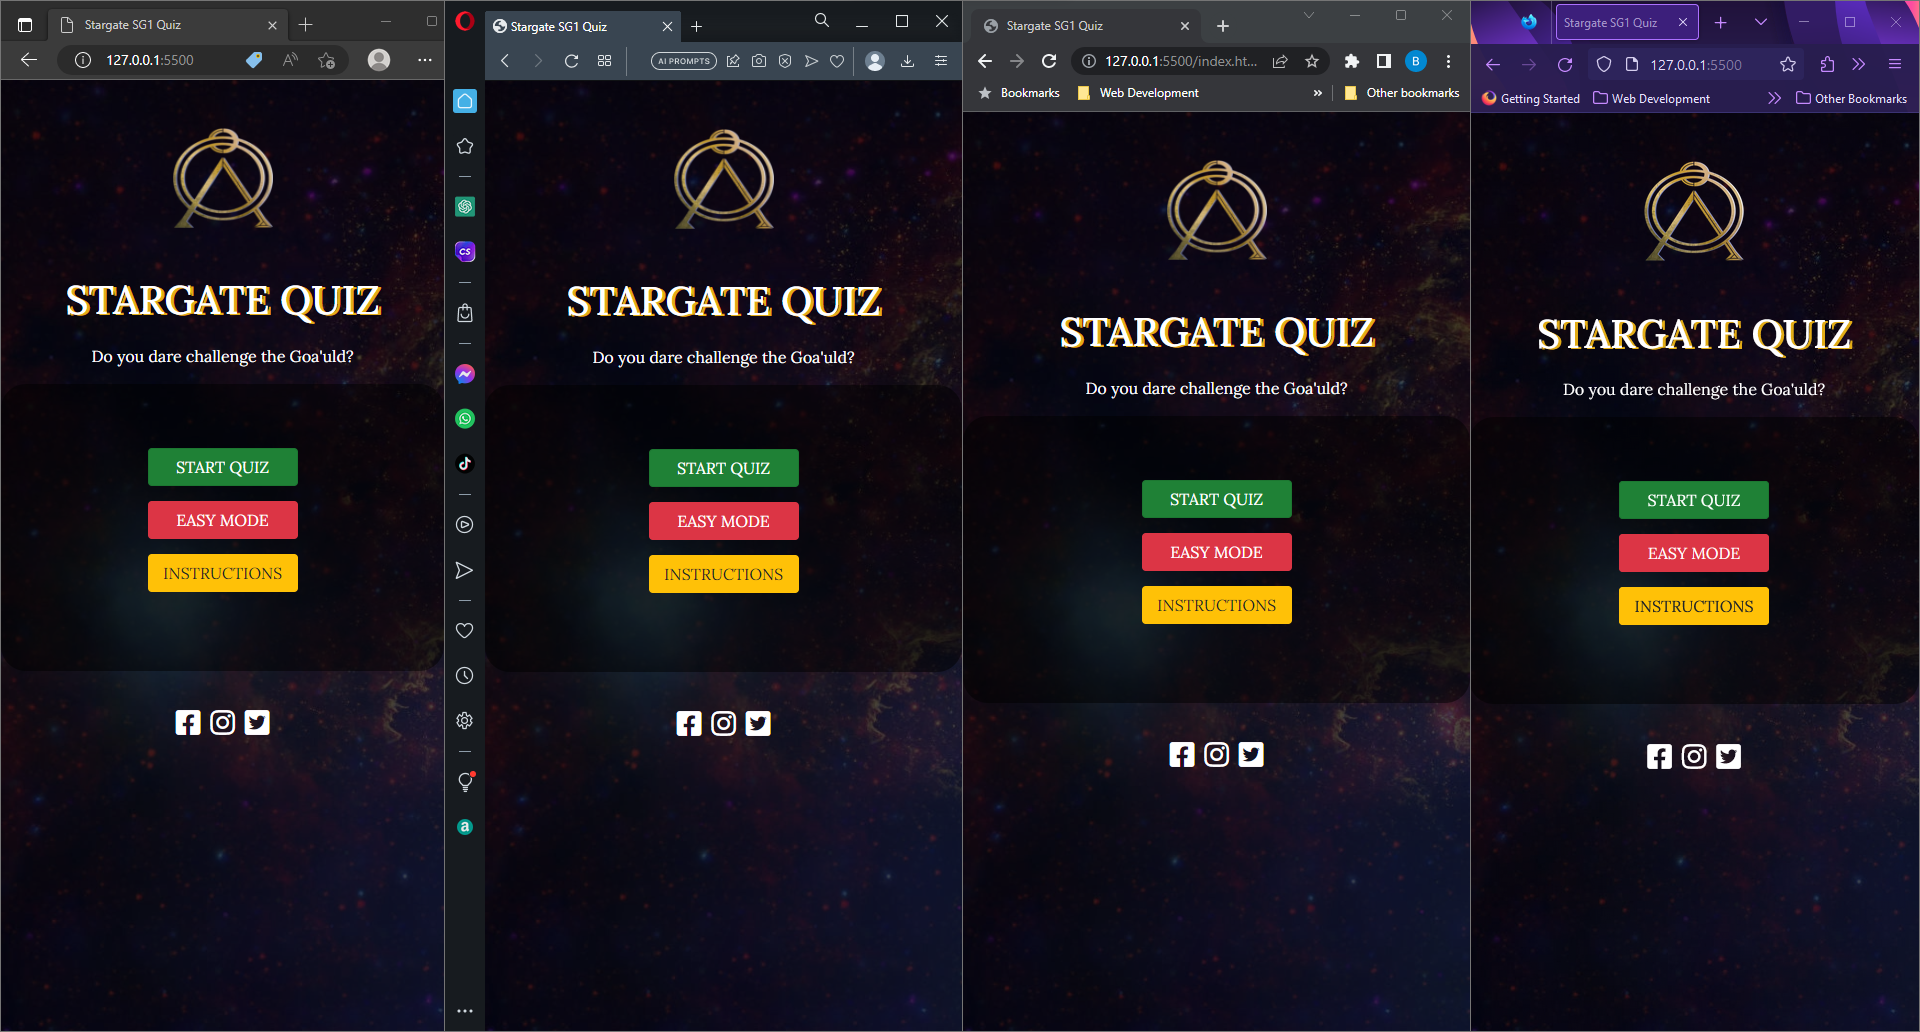 Stargate SG1 Quiz
127.0.0.1:5500
STARGATE QUIZ
Do you dare challenge the Goa'uld?
START QUIZ
EASY MODE
INSTRUCTIONS
Stargate SG1 Quiz
AI PROMPTS
CS
a
STARGATE QUIZ
Do you dare challenge the Goa'uld?
START QUIZ
EASY MODE
INSTRUCTIONS
Stargate SG1 Quiz
127.0.0.1:5500/index.ht...
B
Bookmarks
Web Development
»
Other bookmarks
STARGATE QUIZ
Do you dare challenge the Goa'uld?
START QUIZ
EASY MODE
INSTRUCTIONS
Stargate SG1 Quiz
127.0.0.1:5500
Getting Started
Web Development
Other Bookmarks
STARGATE QUIZ
Do you dare challenge the Goa'uld?
START QUIZ
EASY MODE
INSTRUCTIONS